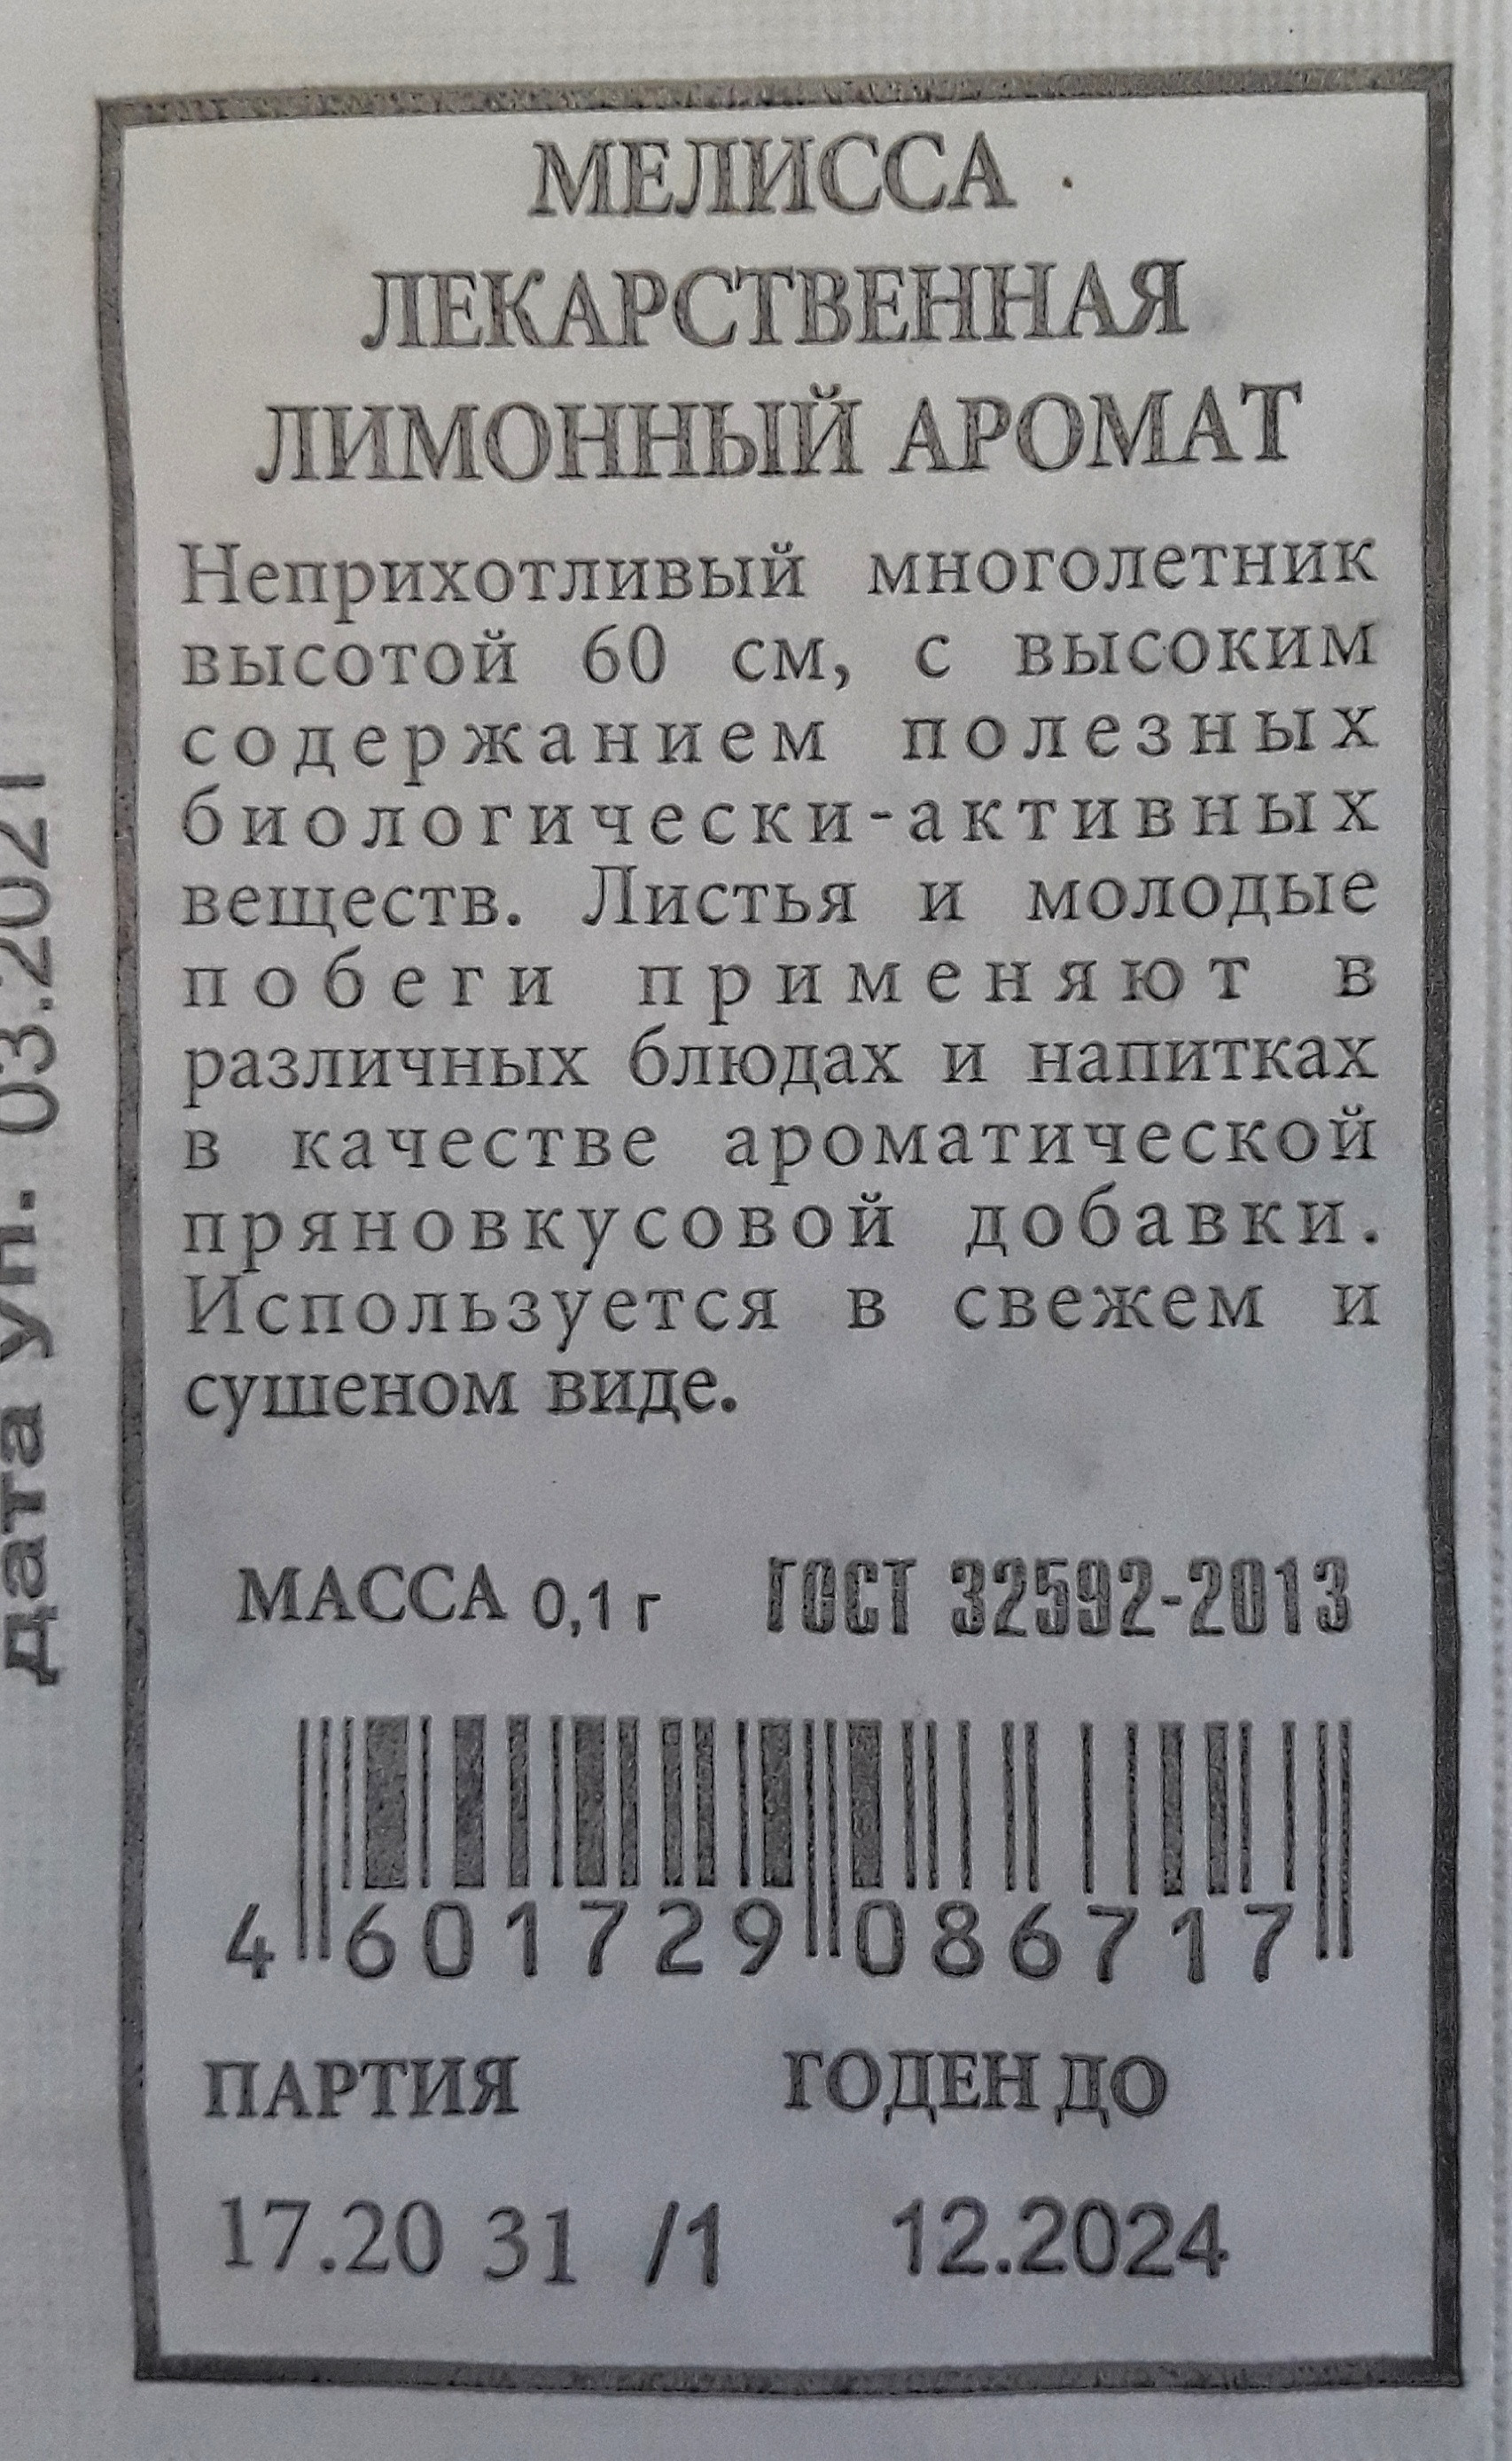 МЕЛИССА
ЛЕКАРСТВЕННАЯ
ЛИМОННЫЙ АРОМАТ
Неприхотливый многолетник
высотой 60 см, с высоким
содержанием полезных
биологически-активных
веществ. Листья и молодые
побеги применяют в
различных блюдах и напитках
в качестве ароматической
пряновкусовой добавки.
Используется в свежем и
сушеном виде.
МАССА 0,1 г ГОСТ 32592-2013
4 601729 086717
ПАРТИЯ ГОДЕН ДО
17.20 31 /1 12.2024
дата уп. 03.2021